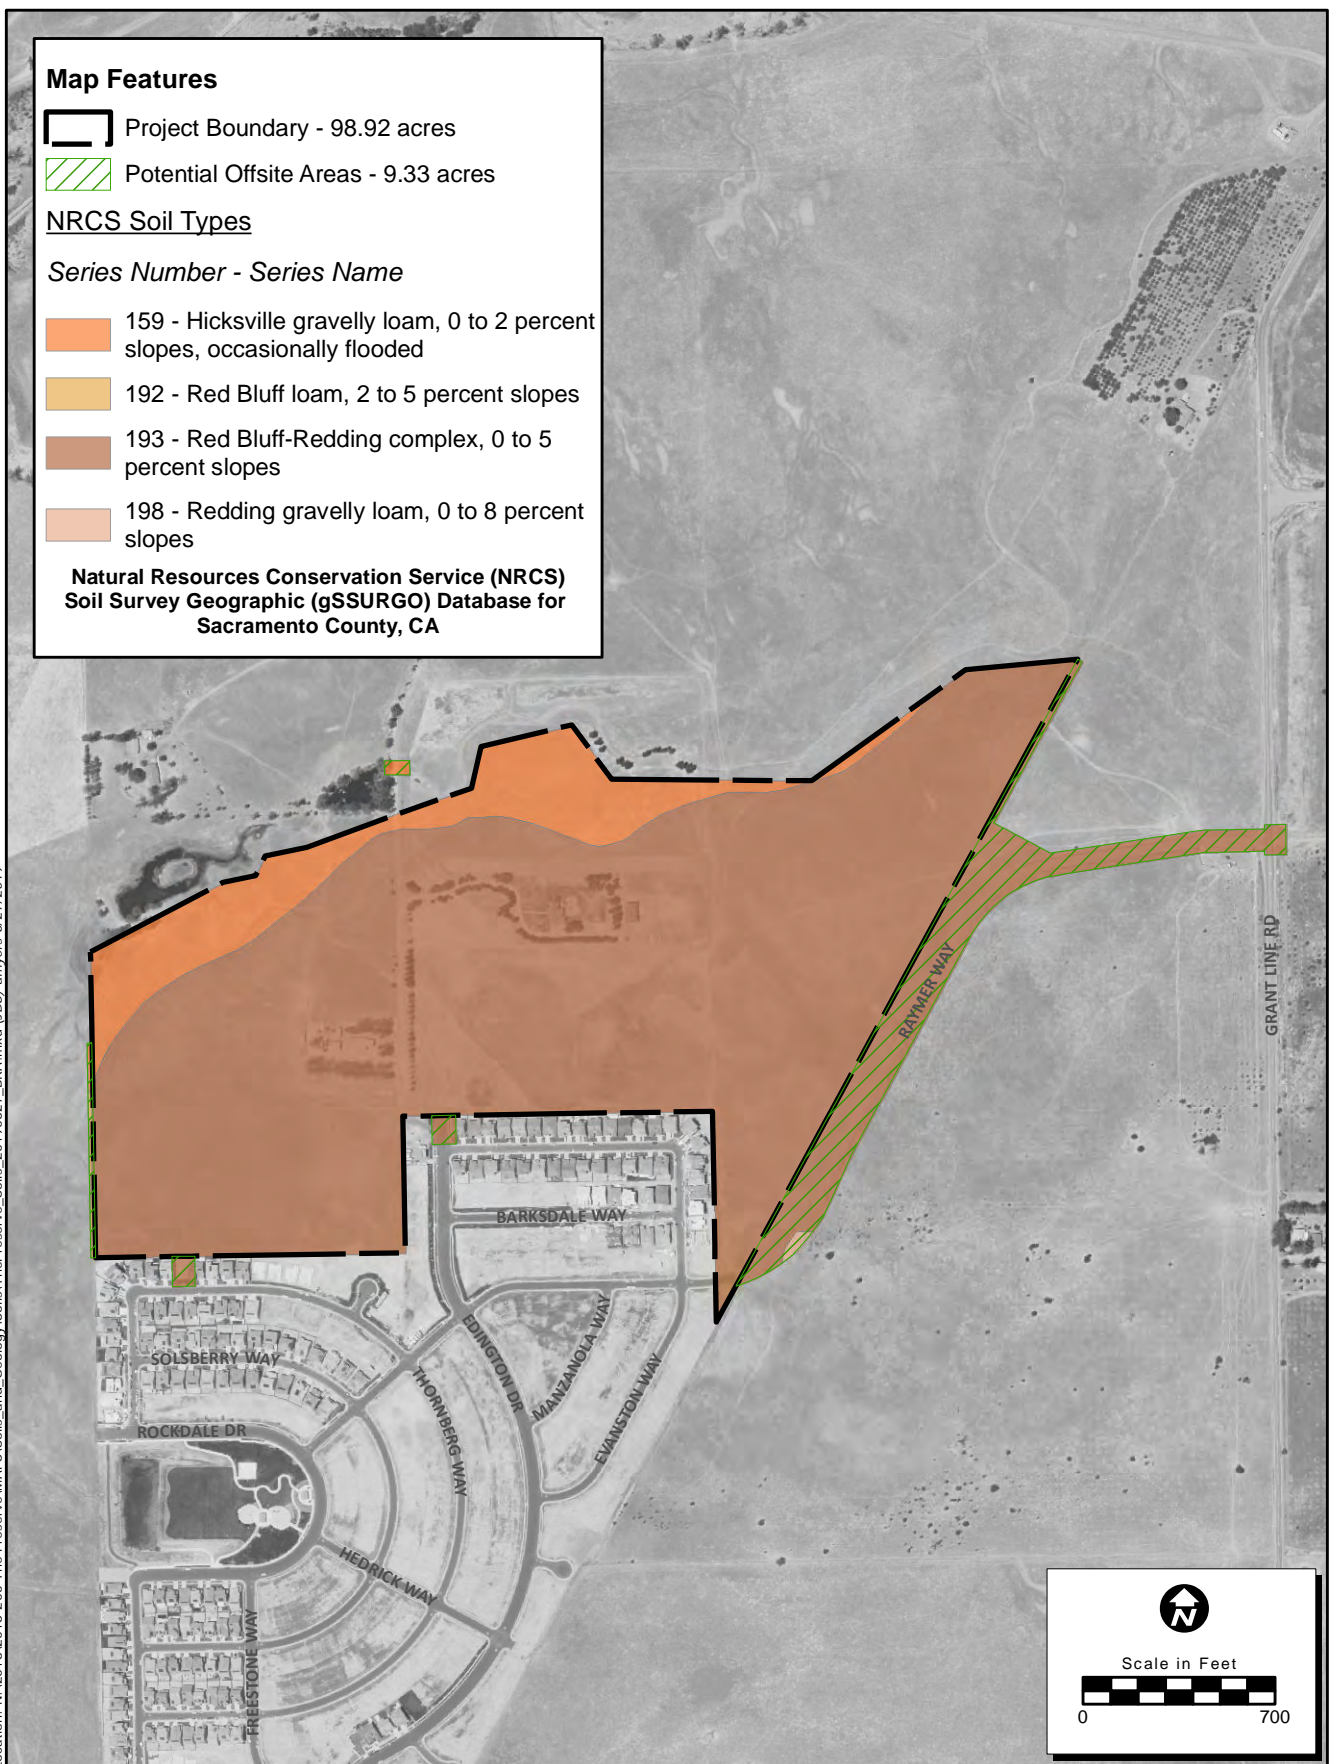 Map Features
Project Boundary - 98.92 acres
Potential Offsite Areas - 9.33 acres
NRCS Soil Types
Series Number - Series Name
159 - Hicksville gravelly loam, 0 to 2 percent
slopes, occasionally flooded
192 - Red Bluff loam, 2 to 5 percent slopes
193 - Red Bluff-Redding complex, 0 to 5
percent slopes
198 - Redding gravelly loam, 0 to 8 percent
slopes
Natural Resources Conservation Service (NRCS)
Soil Survey Geographic (gSSURGO) Database for
Sacramento County, CA
RAYMER WAY
GRANT LINE RD
BARKSDALE WAY
EDINGTON DR
MANZANOLA WAY
EVANSTON WAY
SOLSBERRY WAY
THORNBERG WAY
ROCKDALE DR
HEDRICK WAY
FREESTONE WAY
N
Scale in Feet
0 700